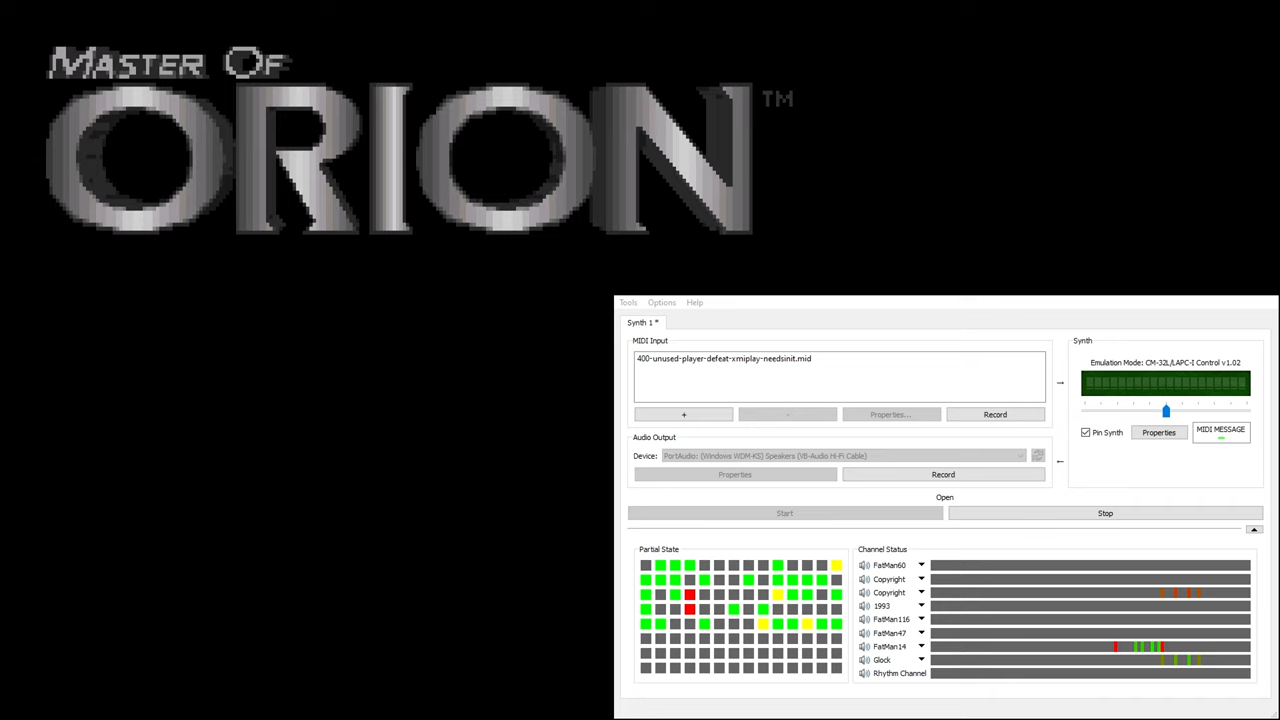 MASTER OF
ORION™
Tools Options Help
Synth 1 *
MIDI Input
400-unused-player-defeat-xmiplay-needsinit.mid
+ - Properties... Record
Synth
Emulation Mode: CM-32L/LAPC-I Control v1.02
Pin Synth Properties MIDI MESSAGE
Audio Output
Device: PortAudio: (Windows WDM-KS) Speakers (VB-Audio Hi-Fi Cable)
Properties Record
Open
Start Stop
Partial State
Channel Status
FatMan60
Copyright
Copyright
1993
FatMan116
FatMan47
FatMan14
Glock
Rhythm Channel